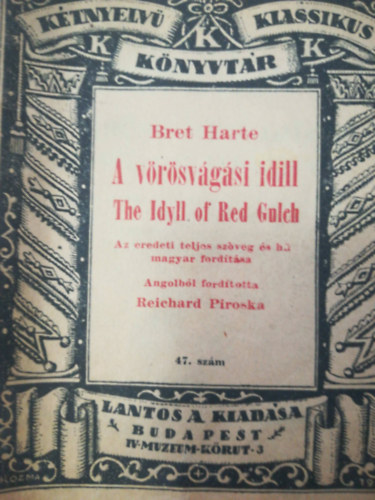 KÉTNYELVŰ KLASSIKUS
K K K
KÖNYVTÁR
Bret Harte
A vörösvágási idill
The Idyll of Red Gulch
Az eredeti teljes szöveg és hű
magyar fordítása
Angolból fordította
Reichard Piroska
47. szám
LANTOS A. KIADÁSA
BUDAPEST
IV-MUZEUM-KÖRUT-3
KOZMA